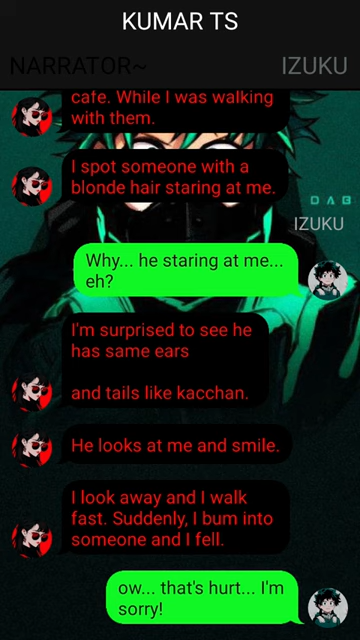 KUMAR TS
NARRATOR~ IZUKU
cafe. While I was walking
with them.
I spot someone with a
blonde hair staring at me.
DAB
IZUKU
Why... he staring at me...
eh?
I'm surprised to see he
has same ears
and tails like kacchan.
He looks at me and smile.
I look away and I walk
fast. Suddenly, I bum into
someone and I fell.
ow... that's hurt... I'm
sorry!